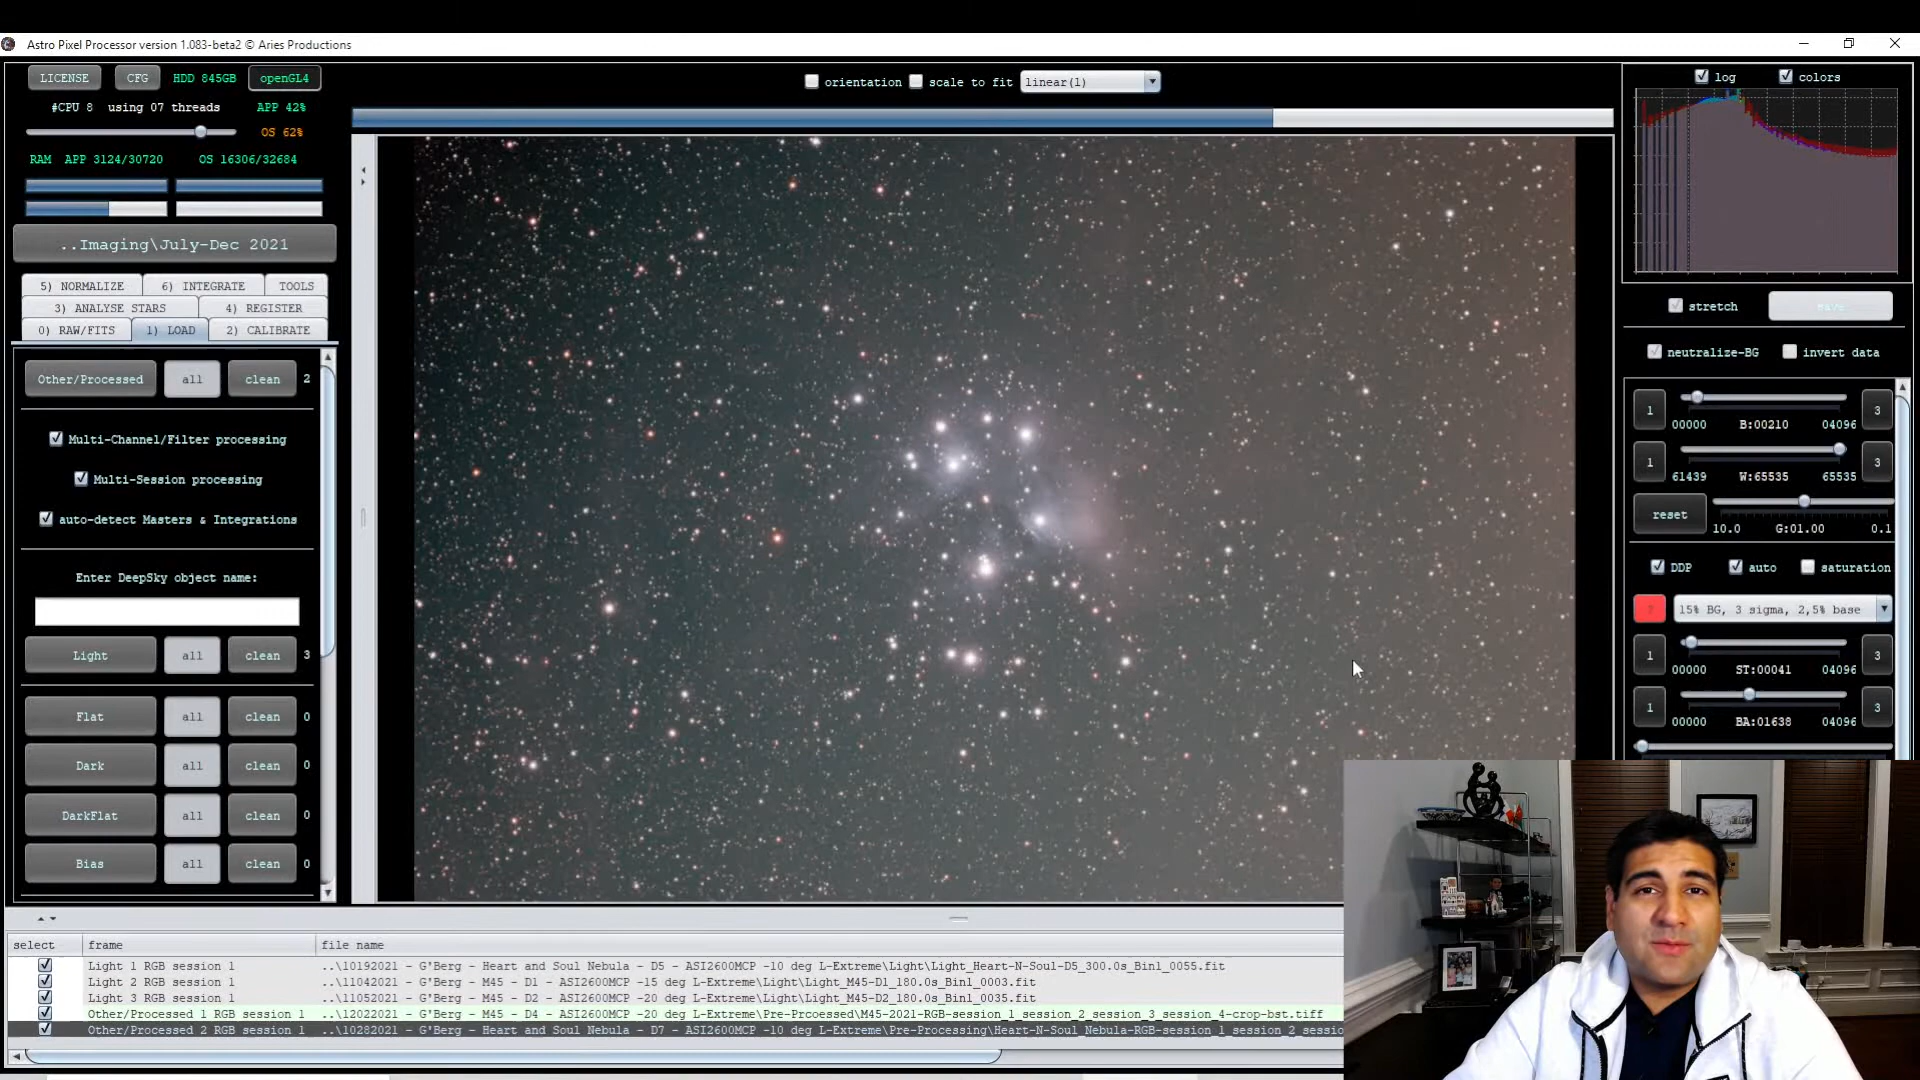 Astro Pixel Processor version 1.083-beta2 © Aries Productions
LICENSE CFG HDD 845GB openGL4
#CPU 8 using 07 threads APP 42%
OS 62%
RAM APP 3124/30720 OS 16306/32684
..Imaging\July-Dec 2021
5) NORMALIZE 6) INTEGRATE TOOLS
3) ANALYSE STARS 4) REGISTER
0) RAW/FITS 1) LOAD 2) CALIBRATE
Other/Processed all clean 2
Multi-Channel/Filter processing
Multi-Session processing
auto-detect Masters & Integrations
Enter DeepSky object name:
Light all clean 3
Flat all clean 0
Dark all clean 0
DarkFlat all clean 0
Bias all clean 0
orientation scale to fit linear(1)
log colors
stretch save
neutralize-BG invert data
1 3
00000 B:00210 04096
1 3
61439 W:65535 65535
reset
10.0 G:01.00 0.1
DDP auto saturation
15% BG, 3 sigma, 2,5% base
1 3
00000 ST:00041 04096
1 3
00000 BA:01638 04096
select frame file name
Light 1 RGB session 1 ..\10192021 - G'Berg - Heart and Soul Nebula - D5 - ASI2600MCP -10 deg L-Extreme\Light\Light_Heart-N-Soul-D5_300.0s_Bin1_0055.fit
Light 2 RGB session 1 ..\11042021 - G'Berg - M45 - D1 - ASI2600MCP -15 deg L-Extreme\Light\Light_M45-D1_180.0s_Bin1_0003.fit
Light 3 RGB session 1 ..\11052021 - G'Berg - M45 - D2 - ASI2600MCP -20 deg L-Extreme\Light\Light_M45-D2_180.0s_Bin1_0035.fit
Other/Processed 1 RGB session 1 ..\12022021 - G'Berg - M45 - D4 - ASI2600MCP -20 deg L-Extreme\Pre-Prcoessed\M45-2021-RGB-session_1_session_2_session_3_session_4-crop-bst.tiff
Other/Processed 2 RGB session 1 ..\10282021 - G'Berg - Heart and Soul Nebula - D7 - ASI2600MCP -10 deg L-Extreme\Pre-Processing\Heart-N-Soul Nebula-RGB-session_1_session_2_sessio